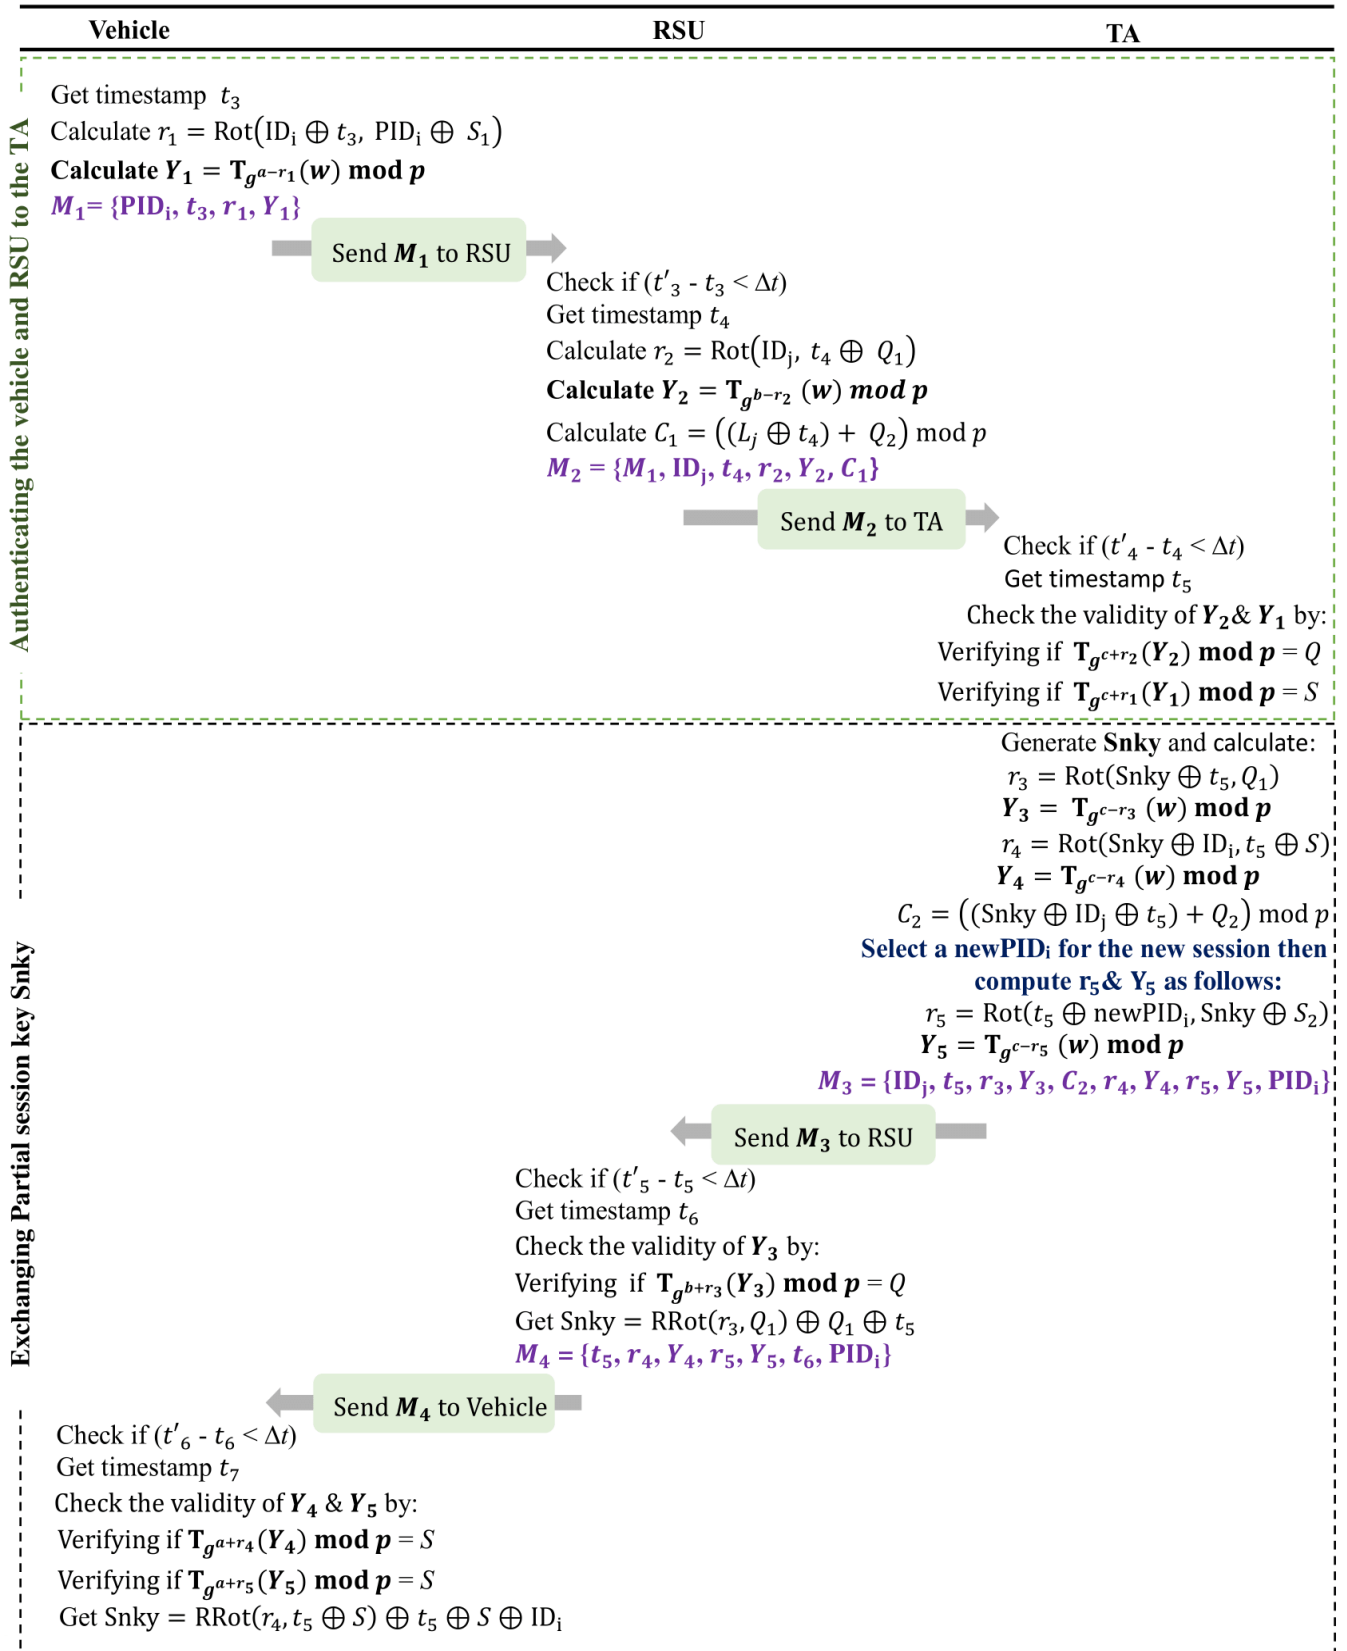 Vehicle RSU TA
Authenticating the vehicle and RSU to the TA
Get timestamp t₃
Calculate r₁ = Rot(IDᵢ ⊕ t₃, PIDᵢ ⊕ S₁)
Calculate Y₁ = T_{g^{a−r₁}}(w) mod p
M₁= {PIDᵢ, t₃, r₁, Y₁}
Send M₁ to RSU
Check if (t′₃ - t₃ < Δt)
Get timestamp t₄
Calculate r₂ = Rot(IDⱼ, t₄ ⊕ Q₁)
Calculate Y₂ = T_{g^{b−r₂}} (w) mod p
Calculate C₁ = ((Lⱼ ⊕ t₄) + Q₂) mod p
M₂ = {M₁, IDⱼ, t₄, r₂, Y₂, C₁}
Send M₂ to TA
Check if (t′₄ - t₄ < Δt)
Get timestamp t₅
Check the validity of Y₂& Y₁ by:
Verifying if T_{g^{c+r₂}}(Y₂) mod p = Q
Verifying if T_{g^{c+r₁}}(Y₁) mod p = S
Exchanging Partial session key Snky
Generate Snky and calculate:
r₃ = Rot(Snky ⊕ t₅, Q₁)
Y₃ = T_{g^{c−r₃}} (w) mod p
r₄ = Rot(Snky ⊕ IDᵢ, t₅ ⊕ S)
Y₄ = T_{g^{c−r₄}} (w) mod p
C₂ = ((Snky ⊕ IDⱼ ⊕ t₅) + Q₂) mod p
Select a newPIDᵢ for the new session then
compute r₅& Y₅ as follows:
r₅ = Rot(t₅ ⊕ newPIDᵢ, Snky ⊕ S₂)
Y₅ = T_{g^{c−r₅}} (w) mod p
M₃ = {IDⱼ, t₅, r₃, Y₃, C₂, r₄, Y₄, r₅, Y₅, PIDᵢ}
Send M₃ to RSU
Check if (t′₅ - t₅ < Δt)
Get timestamp t₆
Check the validity of Y₃ by:
Verifying if T_{g^{b+r₃}}(Y₃) mod p = Q
Get Snky = RRot(r₃, Q₁) ⊕ Q₁ ⊕ t₅
M₄ = {t₅, r₄, Y₄, r₅, Y₅, t₆, PIDᵢ}
Send M₄ to Vehicle
Check if (t′₆ - t₆ < Δt)
Get timestamp t₇
Check the validity of Y₄ & Y₅ by:
Verifying if T_{g^{a+r₄}}(Y₄) mod p = S
Verifying if T_{g^{a+r₅}}(Y₅) mod p = S
Get Snky = RRot(r₄, t₅ ⊕ S) ⊕ t₅ ⊕ S ⊕ IDᵢ